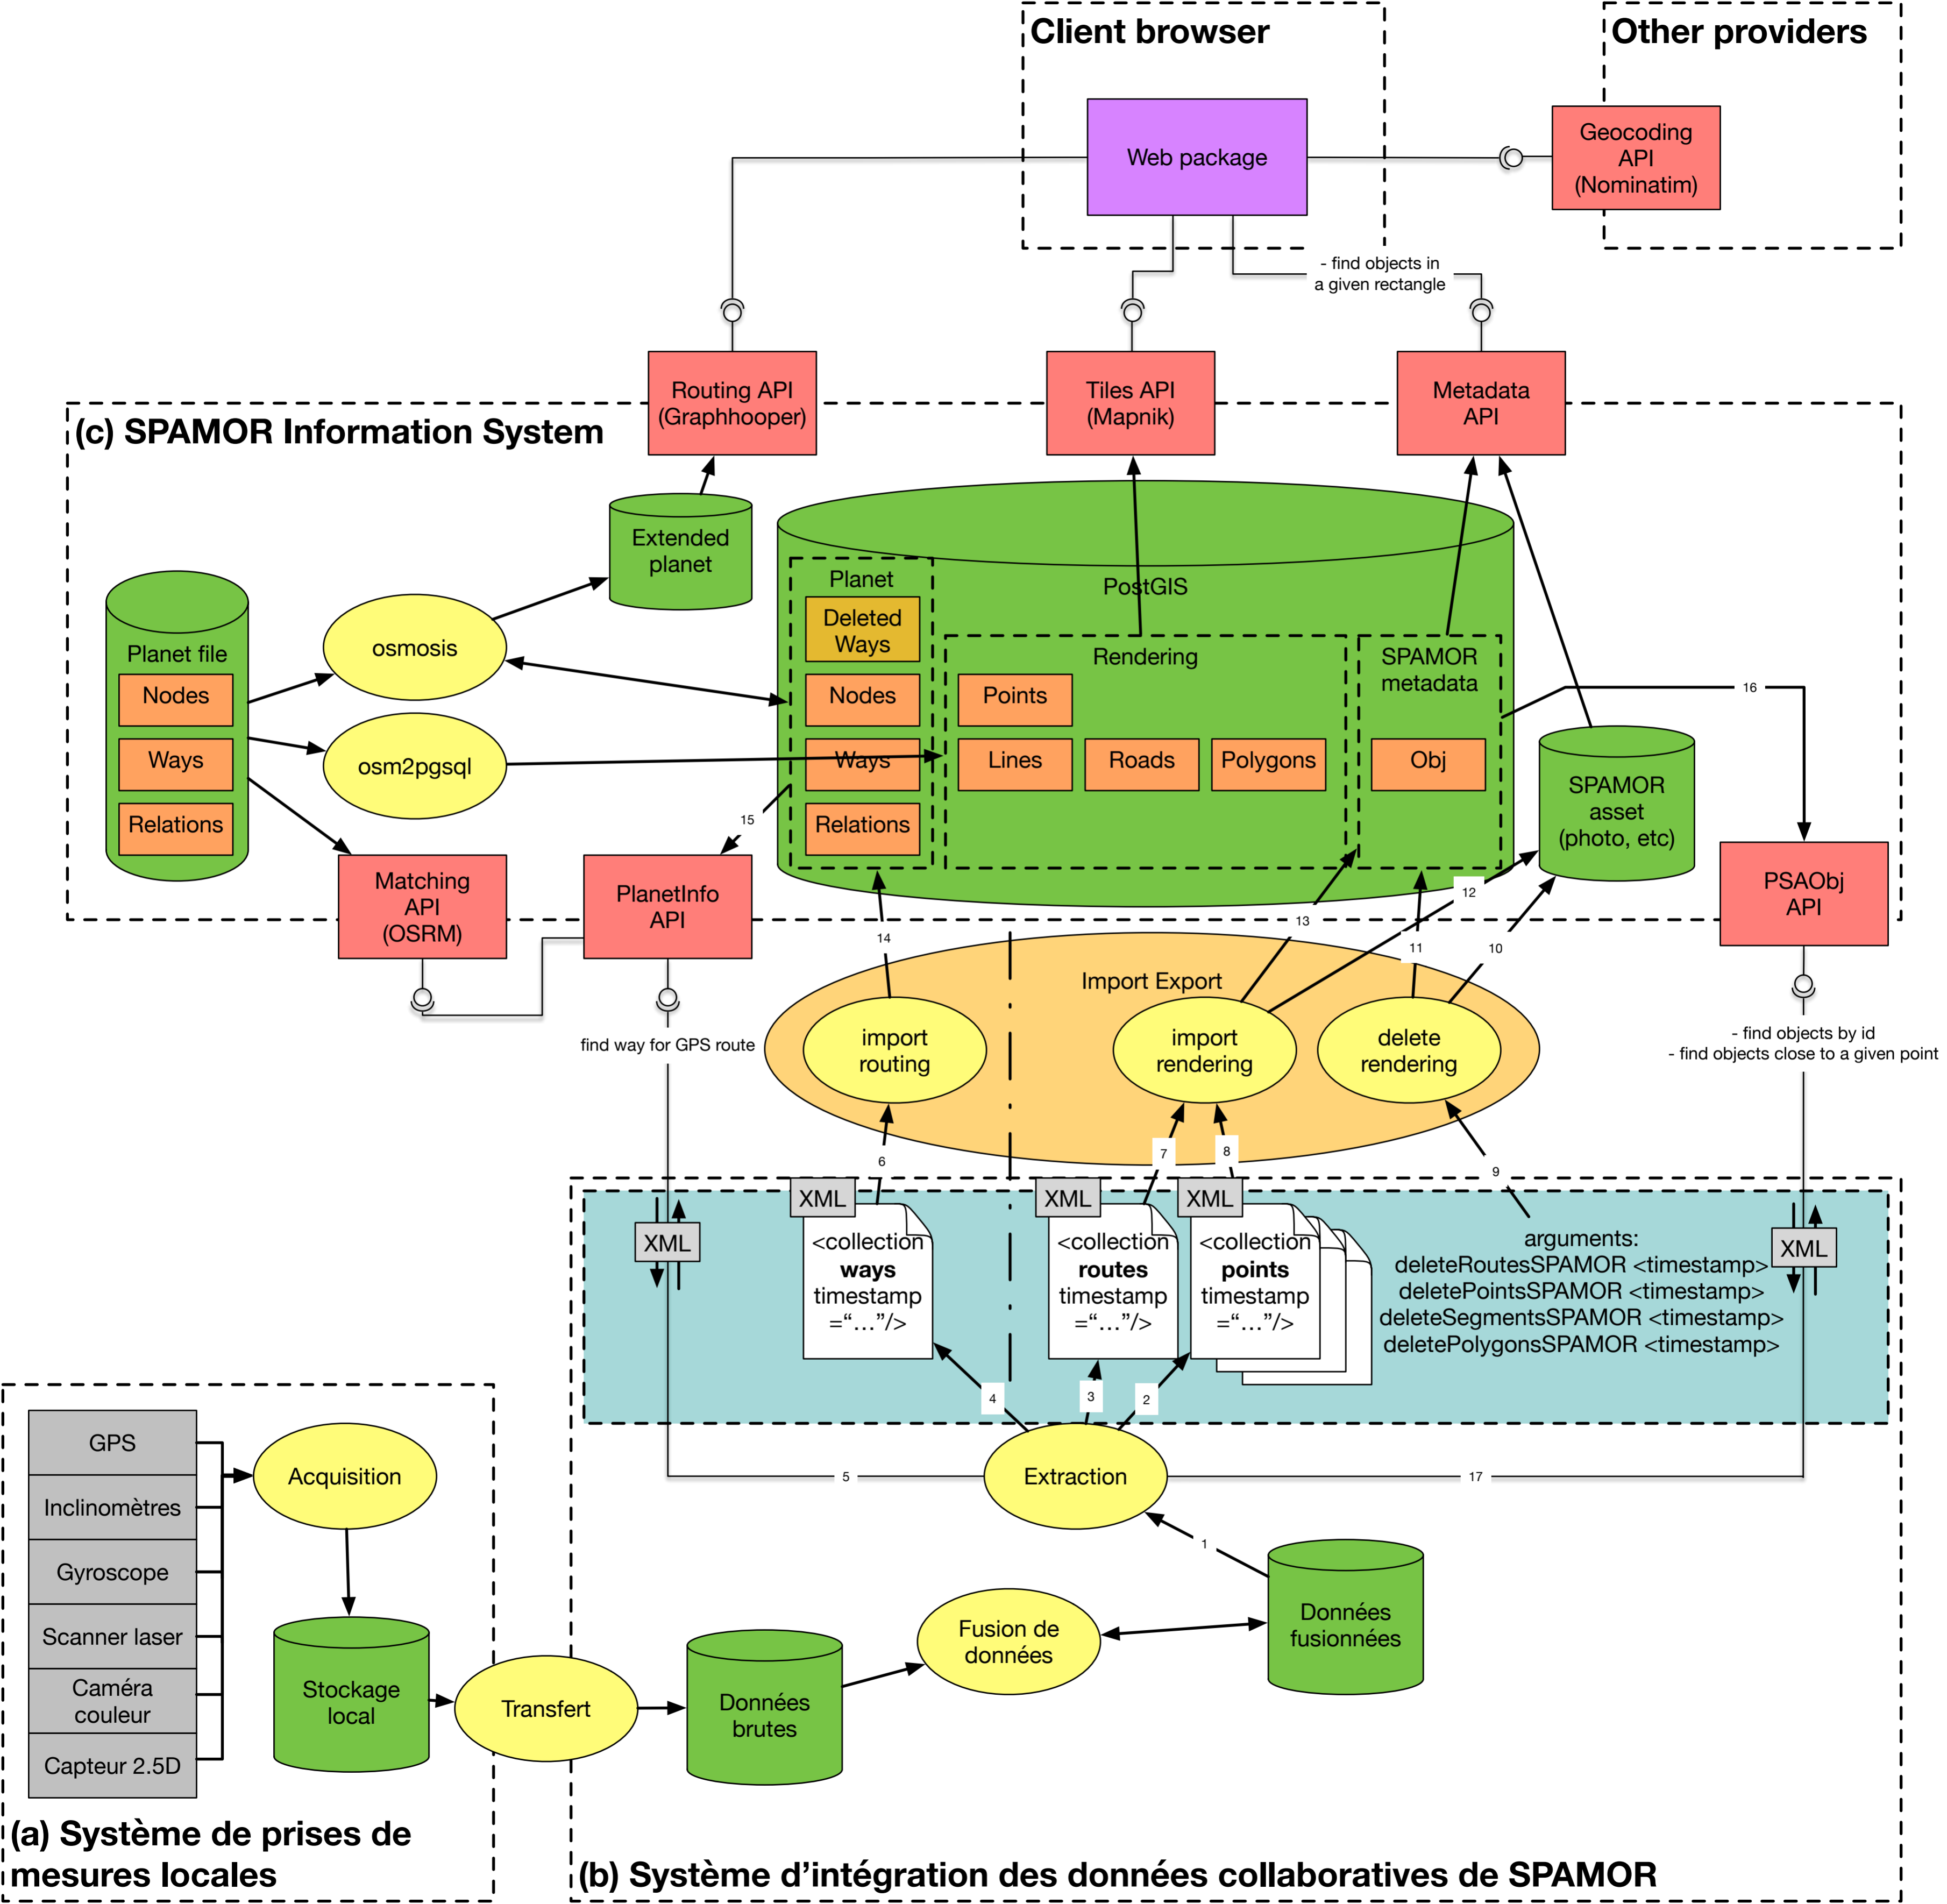 Client browser
Other providers
Web package
Geocoding
API
(Nominatim)
- find objects in
a given rectangle
Routing API
(Graphhooper)
Tiles API
(Mapnik)
Metadata
API
(c) SPAMOR Information System
Extended
planet
PostGIS
Planet file
Nodes
Ways
Relations
osmosis
osm2pgsql
Planet
Deleted
Ways
Nodes
Ways
Relations
Rendering
Points
Lines
Roads
Polygons
SPAMOR
metadata
Obj
16
SPAMOR
asset
(photo, etc)
15
Matching
API
(OSRM)
PlanetInfo
API
PSAObj
API
12
13
14
11
10
Import Export
import
routing
import
rendering
delete
rendering
find way for GPS route
- find objects by id
- find objects close to a given point
6
7
8
9
XML
XML
<collection
ways
timestamp
=“...”/>
XML
<collection
routes
timestamp
=“...”/>
XML
<collection
points
timestamp
=“...”/>
arguments:
deleteRoutesSPAMOR <timestamp>
deletePointsSPAMOR <timestamp>
deleteSegmentsSPAMOR <timestamp>
deletePolygonsSPAMOR <timestamp>
XML
4
3
2
5
Extraction
17
1
GPS
Inclinomètres
Gyroscope
Scanner laser
Caméra
couleur
Capteur 2.5D
Acquisition
Stockage
local
Transfert
Données
brutes
Fusion de
données
Données
fusionnées
(a) Système de prises de
mesures locales
(b) Système d’intégration des données collaboratives de SPAMOR